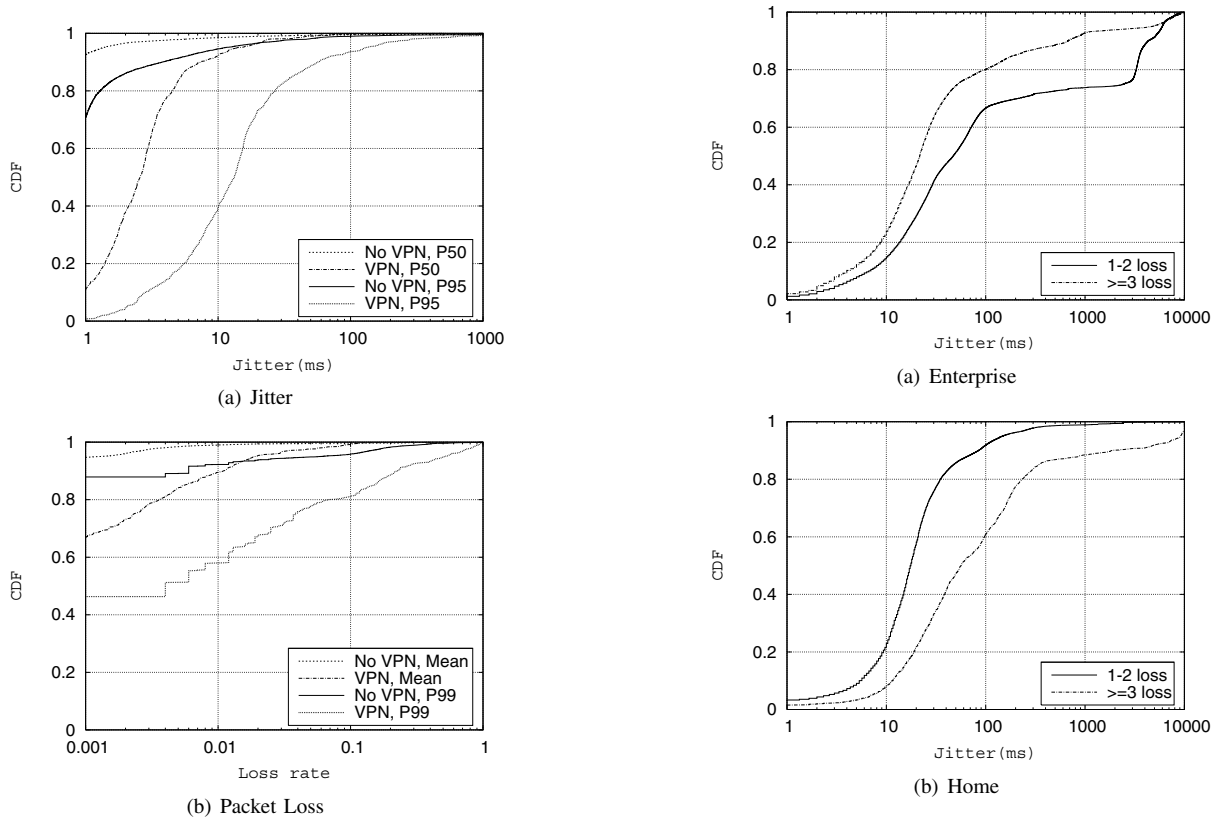 1
0.8
0.6
0.4
0.2
0
CDF
No VPN, P50
VPN, P50
No VPN, P95
VPN, P95
1 10 100 1000
Jitter(ms)
(a) Jitter
1
0.8
0.6
0.4
0.2
0
CDF
No VPN, Mean
VPN, Mean
No VPN, P99
VPN, P99
0.001 0.01 0.1 1
Loss rate
(b) Packet Loss
1
0.8
0.6
0.4
0.2
0
CDF
1-2 loss
>=3 loss
1 10 100 1000 10000
Jitter(ms)
(a) Enterprise
1
0.8
0.6
0.4
0.2
0
CDF
1-2 loss
>=3 loss
1 10 100 1000 10000
Jitter(ms)
(b) Home